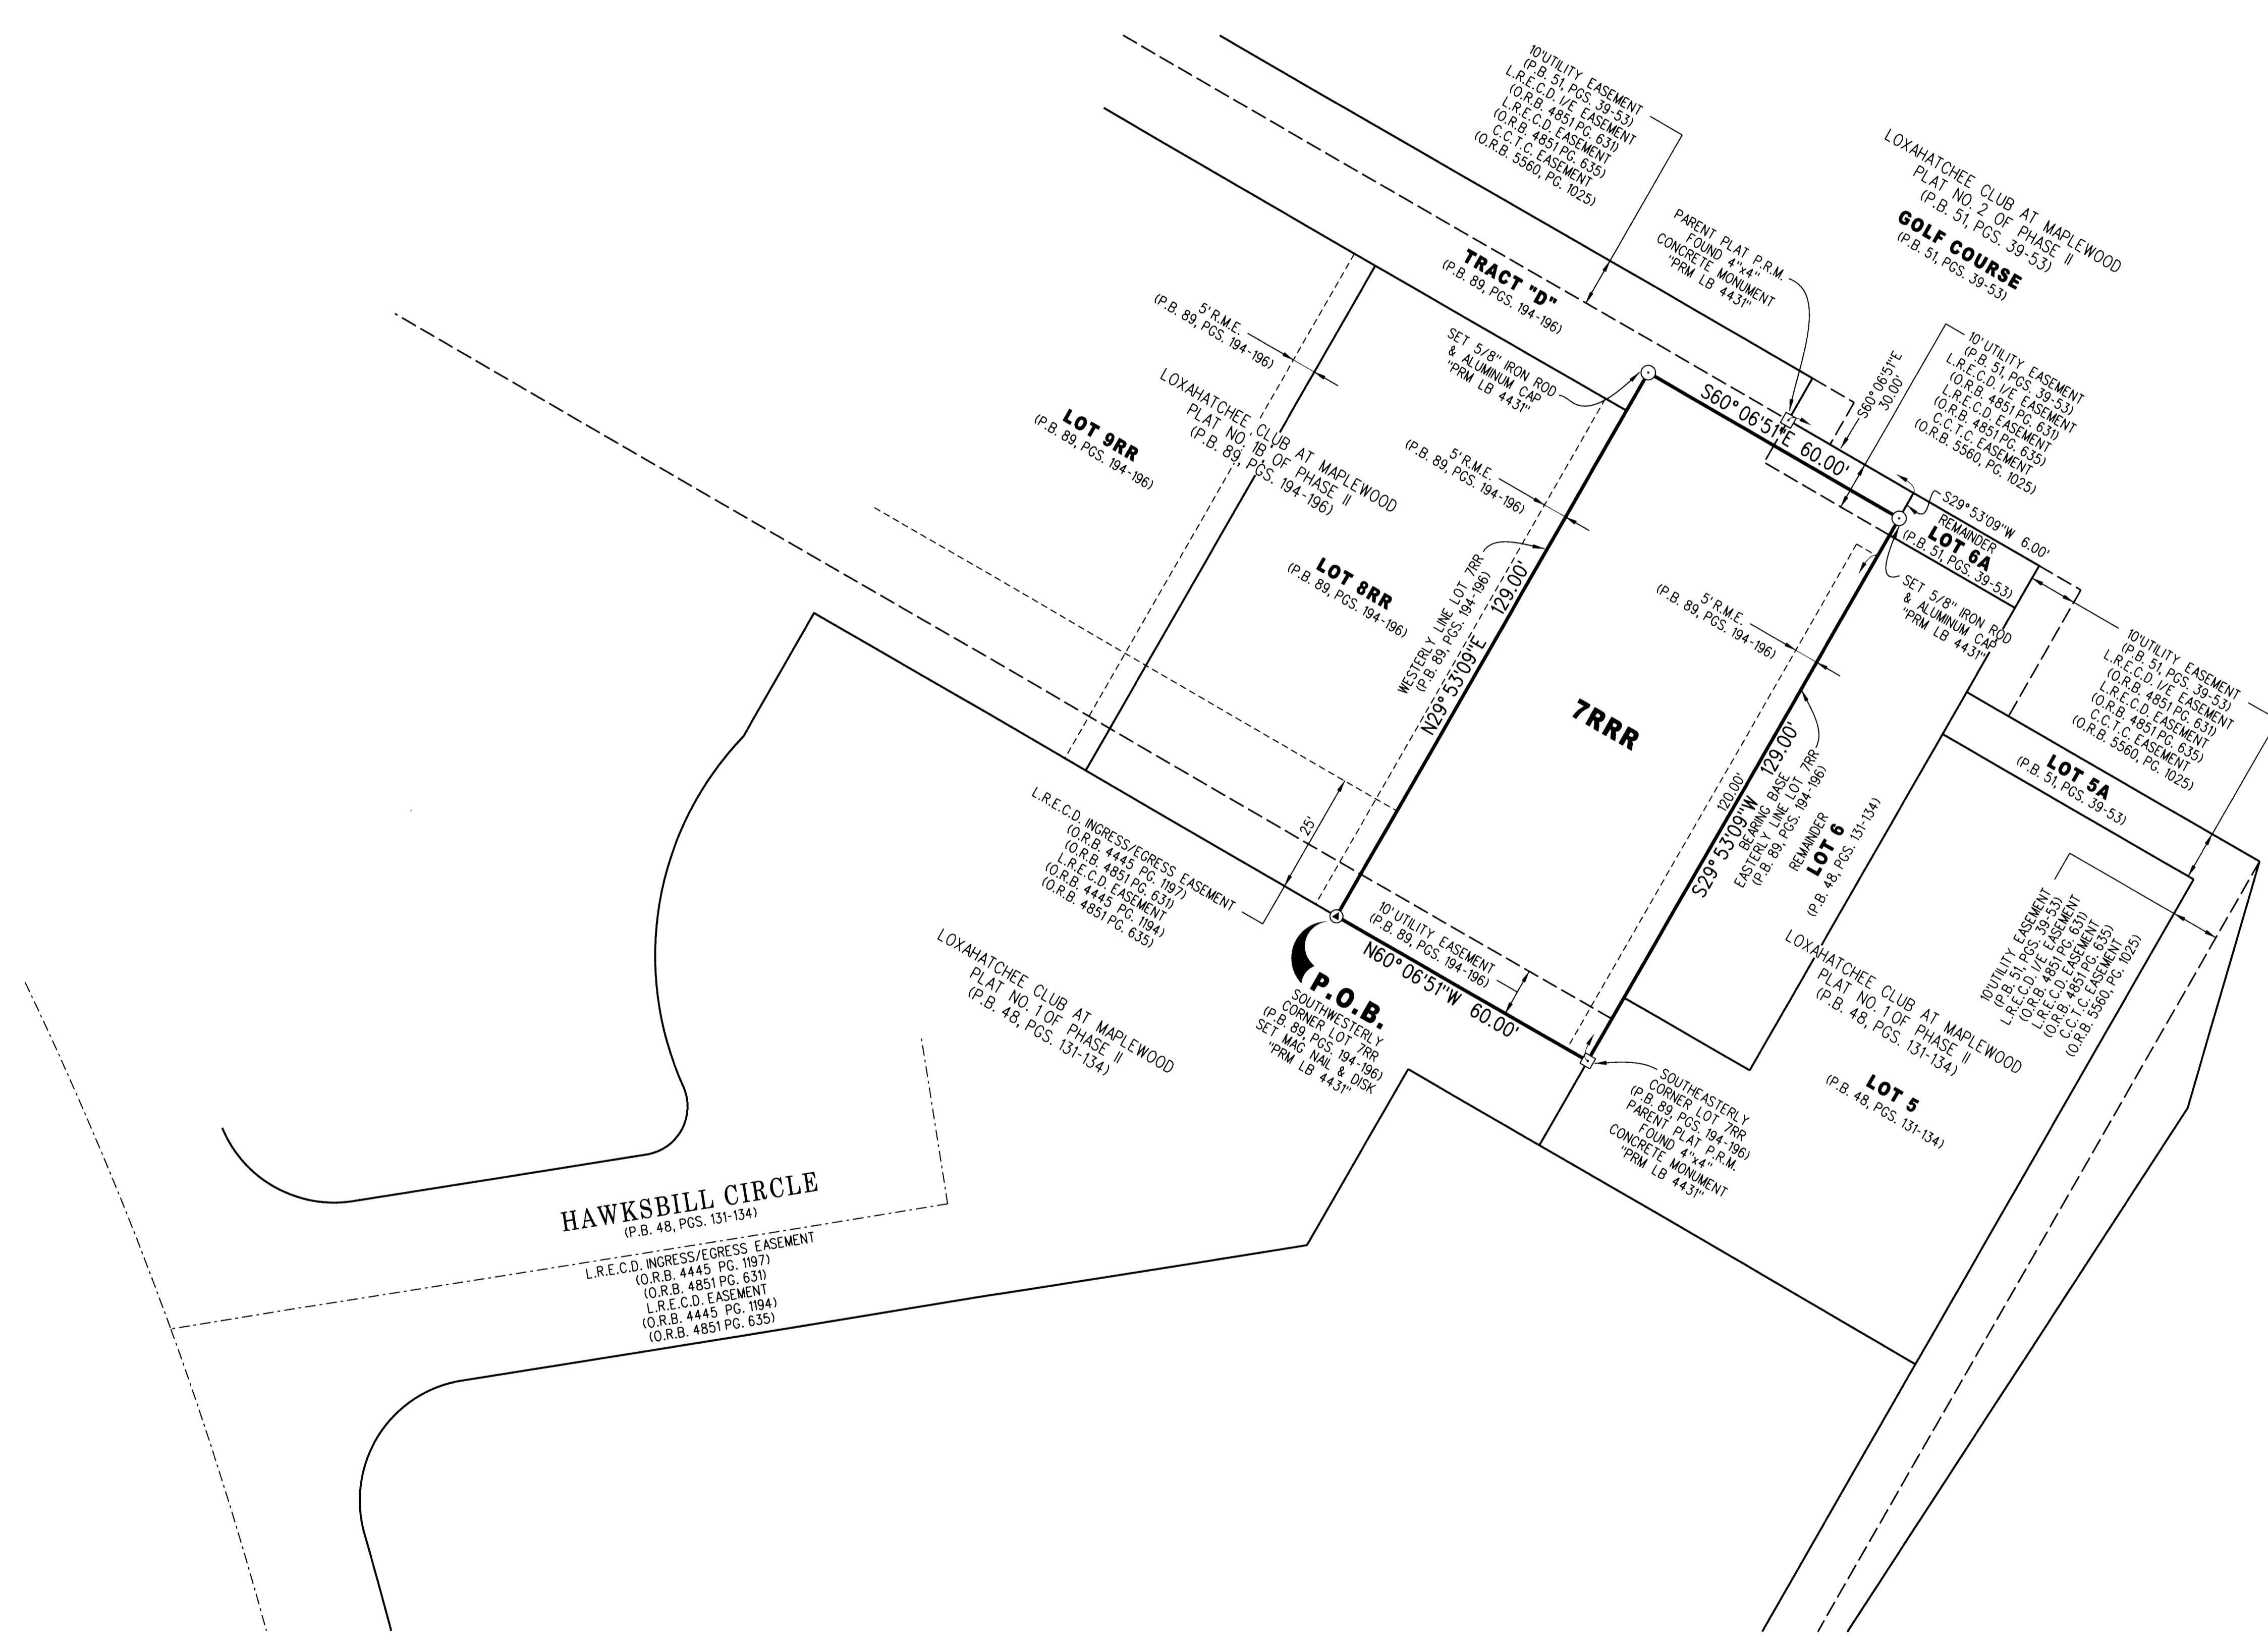 10' UTILITY EASEMENT
(P.B. 51, PGS. 39-53)
L.R.E.C.D. I/E EASEMENT
(O.R.B. 4851 PG. 631)
L.R.E.C.D. EASEMENT
(O.R.B. 4851 PG. 635)
C.C.T.C. EASEMENT
(O.R.B. 5560, PG. 1025)
LOXAHATCHEE CLUB AT MAPLEWOOD
PLAT NO. 2 OF PHASE II
(P.B. 51, PGS. 39-53)
GOLF COURSE
(P.B. 51, PGS. 39-53)
PARENT PLAT P.R.M.
FOUND 4"x4"
CONCRETE MONUMENT
"PRM LB 4431"
TRACT "D"
(P.B. 89, PGS. 194-196)
5' R.M.E.
(P.B. 89, PGS. 194-196)
SET 5/8" IRON ROD
& ALUMINUM CAP
"PRM LB 4431"
S60°06'51"E 60.00'
S60°06'51"E
30.00'
10' UTILITY EASEMENT
(P.B. 51, PGS. 39-53)
L.R.E.C.D. I/E EASEMENT
(O.R.B. 4851 PG. 631)
L.R.E.C.D. EASEMENT
(O.R.B. 4851 PG. 635)
C.C.T.C. EASEMENT
(O.R.B. 5560, PG. 1025)
LOXAHATCHEE CLUB AT MAPLEWOOD
PLAT NO. 1B OF PHASE II
(P.B. 89, PGS. 194-196)
LOT 9RR
(P.B. 89, PGS. 194-196)
5' R.M.E.
(P.B. 89, PGS. 194-196)
S29°53'09"W 6.00'
REMAINDER
LOT 6A
(P.B. 51, PGS. 39-53)
SET 5/8" IRON ROD
& ALUMINUM CAP
"PRM LB 4431"
LOT 8RR
(P.B. 89, PGS. 194-196)
WESTERLY LINE LOT 7RR
(P.B. 89, PGS. 194-196)
N29°53'09"E 129.00'
5' R.M.E.
(P.B. 89, PGS. 194-196)
7RRR
10' UTILITY EASEMENT
(P.B. 51, PGS. 39-53)
L.R.E.C.D. I/E EASEMENT
(O.R.B. 4851 PG. 631)
L.R.E.C.D. EASEMENT
(O.R.B. 4851 PG. 635)
C.C.T.C. EASEMENT
(O.R.B. 5560, PG. 1025)
LOT 5A
(P.B. 51, PGS. 39-53)
120.00'
S29°53'09"W 129.00'
BEARING BASE
EASTERLY LINE LOT 7RR
(P.B. 89, PGS. 194-196)
REMAINDER
LOT 6
(P.B. 48, PGS. 131-134)
L.R.E.C.D. INGRESS/EGRESS EASEMENT
(O.R.B. 4445 PG. 1197)
(O.R.B. 4851 PG. 631)
L.R.E.C.D. EASEMENT
(O.R.B. 4445 PG. 1194)
(O.R.B. 4851 PG. 635)
25'
10' UTILITY EASEMENT
(P.B. 89, PGS. 194-196)
N60°06'51"W 60.00'
P.O.B.
SOUTHWESTERLY
CORNER LOT 7RR
(P.B. 89, PGS. 194-196)
SET MAG NAIL & DISK
"PRM LB 4431"
10' UTILITY EASEMENT
(P.B. 51, PGS. 39-53)
L.R.E.C.D. I/E EASEMENT
(O.R.B. 4851 PG. 631)
L.R.E.C.D. EASEMENT
(O.R.B. 4851 PG. 635)
C.C.T.C. EASEMENT
(O.R.B. 5560, PG. 1025)
LOXAHATCHEE CLUB AT MAPLEWOOD
PLAT NO. 1 OF PHASE II
(P.B. 48, PGS. 131-134)
LOXAHATCHEE CLUB AT MAPLEWOOD
PLAT NO. 1 OF PHASE II
(P.B. 48, PGS. 131-134)
LOT 5
(P.B. 48, PGS. 131-134)
SOUTHEASTERLY
CORNER LOT 7RR
(P.B. 89, PGS. 194-196)
PARENT PLAT P.R.M.
FOUND 4"x4"
CONCRETE MONUMENT
"PRM LB 4431"
HAWKSBILL CIRCLE
(P.B. 48, PGS. 131-134)
L.R.E.C.D. INGRESS/EGRESS EASEMENT
(O.R.B. 4445 PG. 1197)
(O.R.B. 4851 PG. 631)
L.R.E.C.D. EASEMENT
(O.R.B. 4445 PG. 1194)
(O.R.B. 4851 PG. 635)